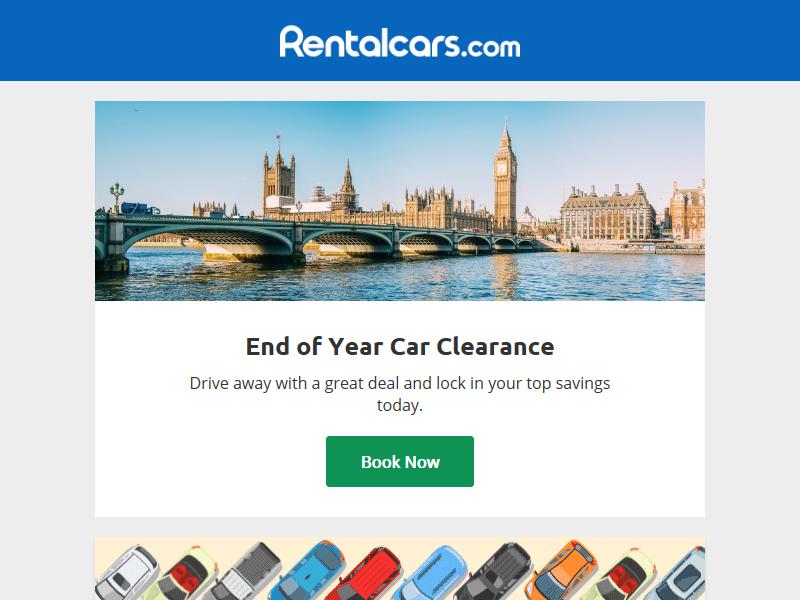 Rentalcars.com
End of Year Car Clearance
Drive away with a great deal and lock in your top savings
today.
Book Now